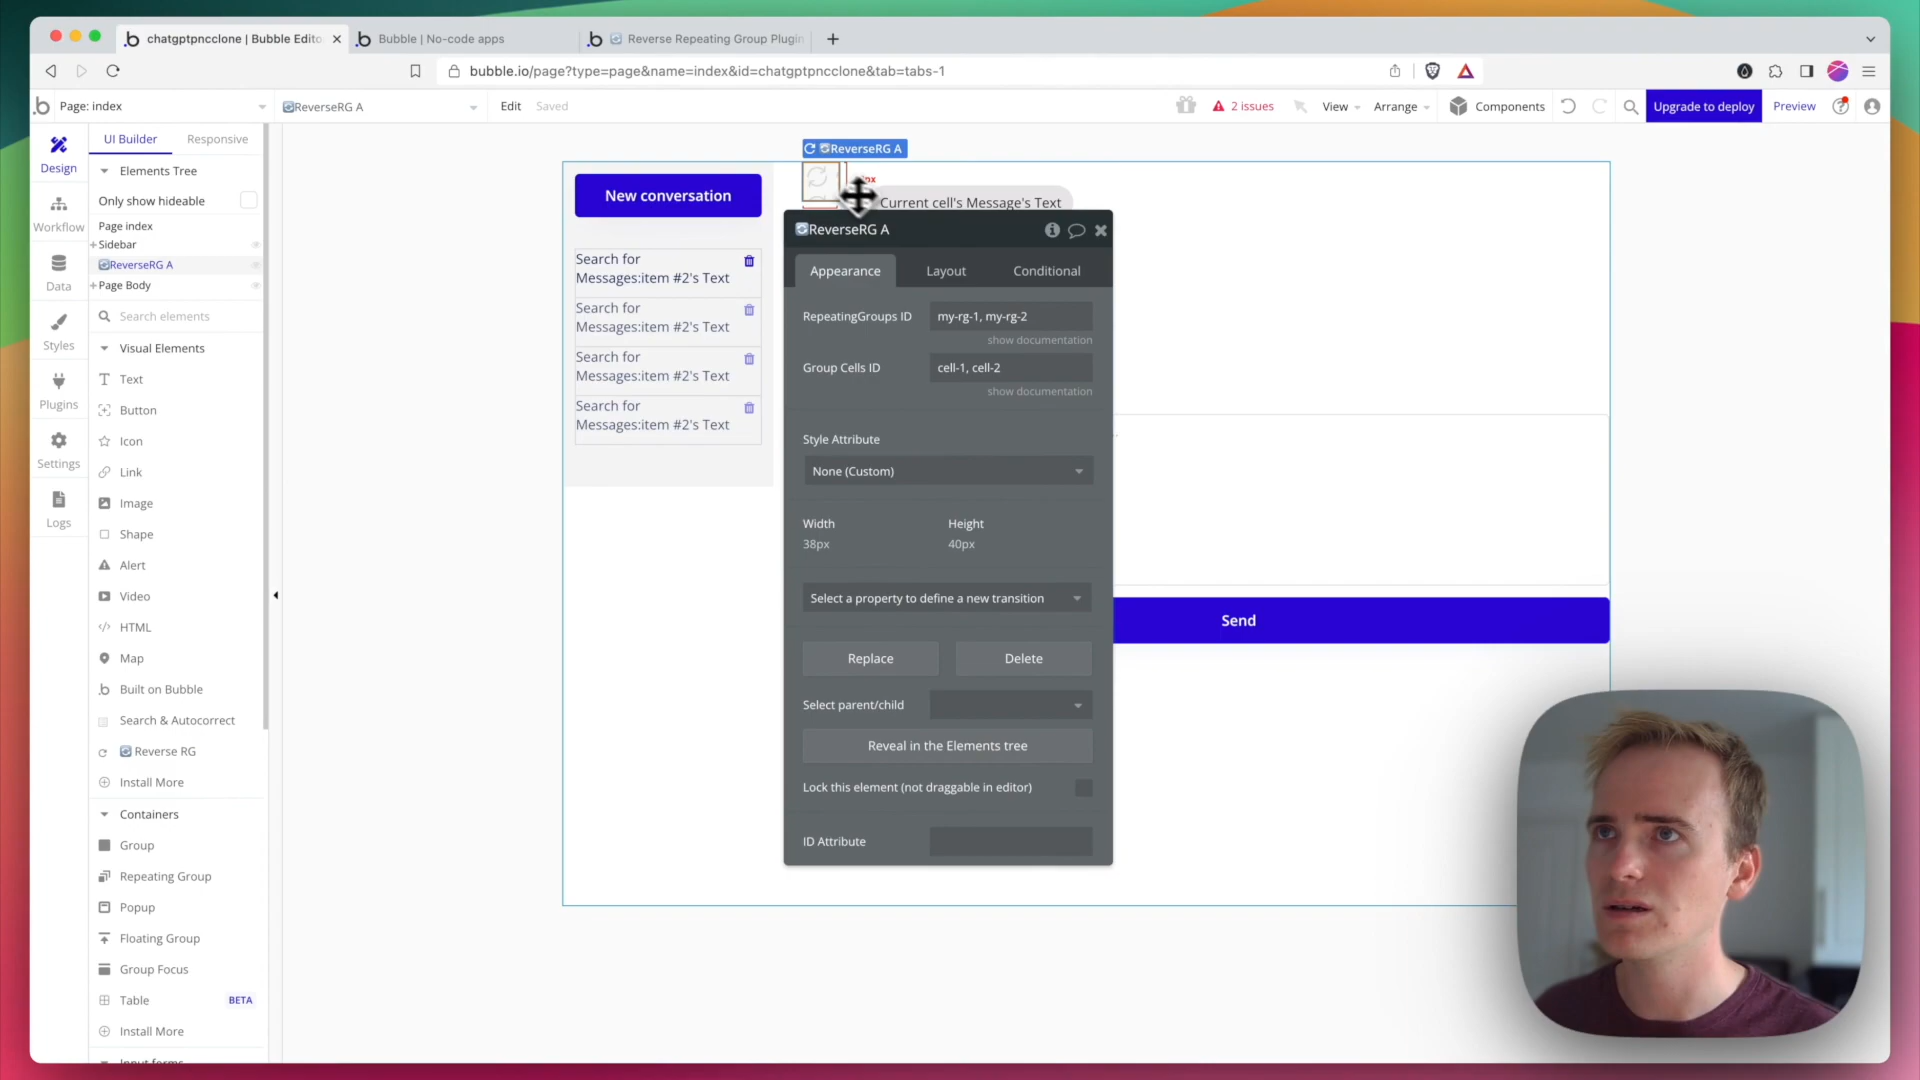 chatgptpncclone | Bubble Edito
Bubble | No-code apps
Reverse Repeating Group Plugin
bubble.io/page?type=page&name=index&id=chatgptpncclone&tab=tabs-1
Page: index
ReverseRG A
Edit
Saved
2 issues
View
Arrange
Components
Upgrade to deploy
Preview
Design
Workflow
Data
Styles
Plugins
Settings
Logs
UI Builder
Responsive
Elements Tree
Only show hideable
Page index
Sidebar
ReverseRG A
Page Body
Search elements
Visual Elements
Text
Button
Icon
Link
Image
Shape
Alert
Video
HTML
Map
Built on Bubble
Search & Autocorrect
Reverse RG
Install More
Containers
Group
Repeating Group
Popup
Floating Group
Group Focus
Table
BETA
Install More
Input forms
New conversation
Search for
Messages:item #2's Text
Search for
Messages:item #2's Text
Search for
Messages:item #2's Text
Search for
Messages:item #2's Text
ReverseRG A
Current cell's Message's Text
ReverseRG A
Appearance
Layout
Conditional
RepeatingGroups ID
my-rg-1, my-rg-2
show documentation
Group Cells ID
cell-1, cell-2
show documentation
Style Attribute
None (Custom)
Width
Height
38px
40px
Select a property to define a new transition
Replace
Delete
Select parent/child
Reveal in the Elements tree
Lock this element (not draggable in editor)
ID Attribute
Send